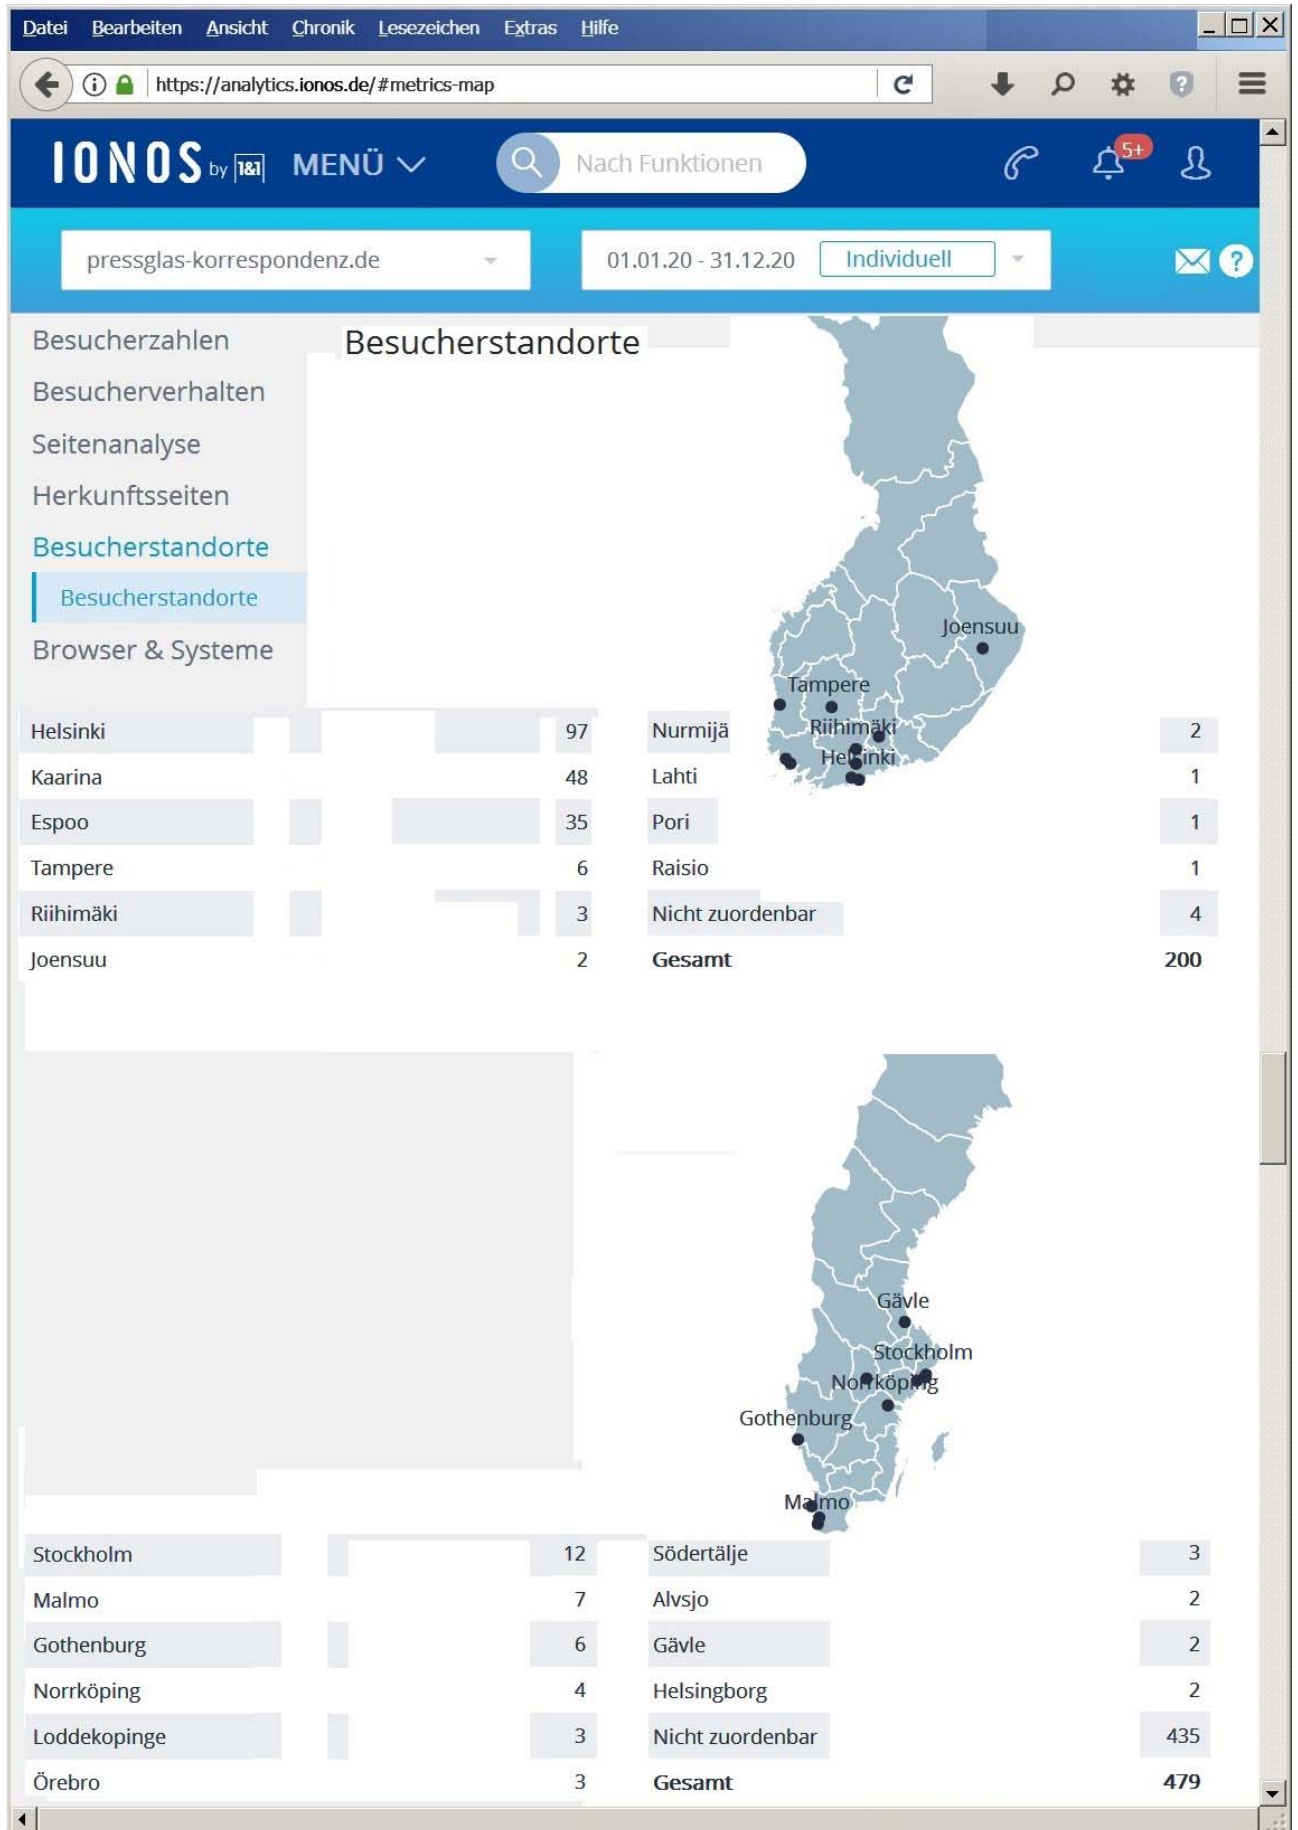 Datei Bearbeiten Ansicht Chronik Lesezeichen Extras Hilfe
https://analytics.ionos.de/#metrics-map
IONOS by 1&1 MENÜ Nach Funktionen 5+
pressglas-korrespondenz.de 01.01.20 - 31.12.20 Individuell ?
Besucherzahlen
Besucherstandorte
Besucherverhalten
Seitenanalyse
Herkunftsseiten
Besucherstandorte
Besucherstandorte
Browser & Systeme
Joensuu
Tampere
Riihimäki
Helsinki
Helsinki 97 Nurmijä 2
Kaarina 48 Lahti 1
Espoo 35 Pori 1
Tampere 6 Raisio 1
Riihimäki 3 Nicht zuordenbar 4
Joensuu 2 Gesamt 200
Gävle
Stockholm
Norrköping
Gothenburg
Malmo
Stockholm 12 Södertälje 3
Malmo 7 Alvsjo 2
Gothenburg 6 Gävle 2
Norrköping 4 Helsingborg 2
Loddekopinge 3 Nicht zuordenbar 435
Örebro 3 Gesamt 479